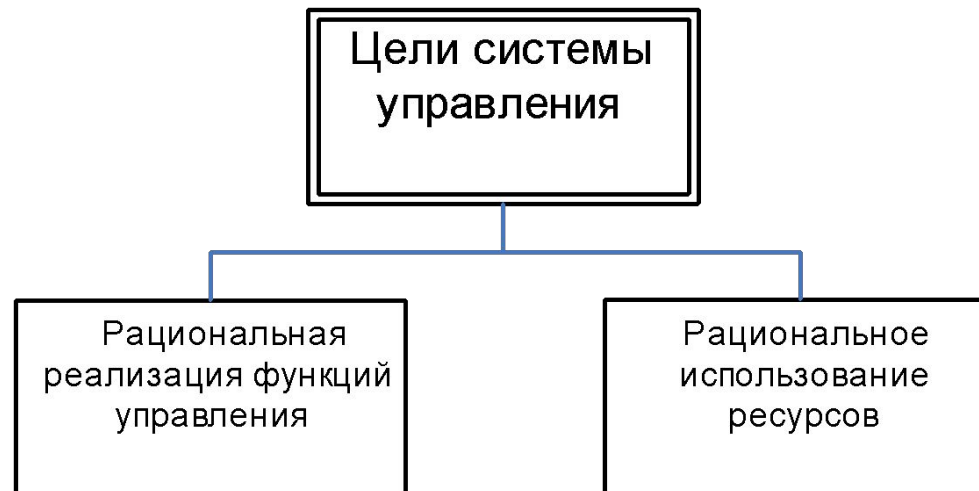 Цели системы
управления
Рациональная
реализация функций
управления
Рациональное
использование
ресурсов